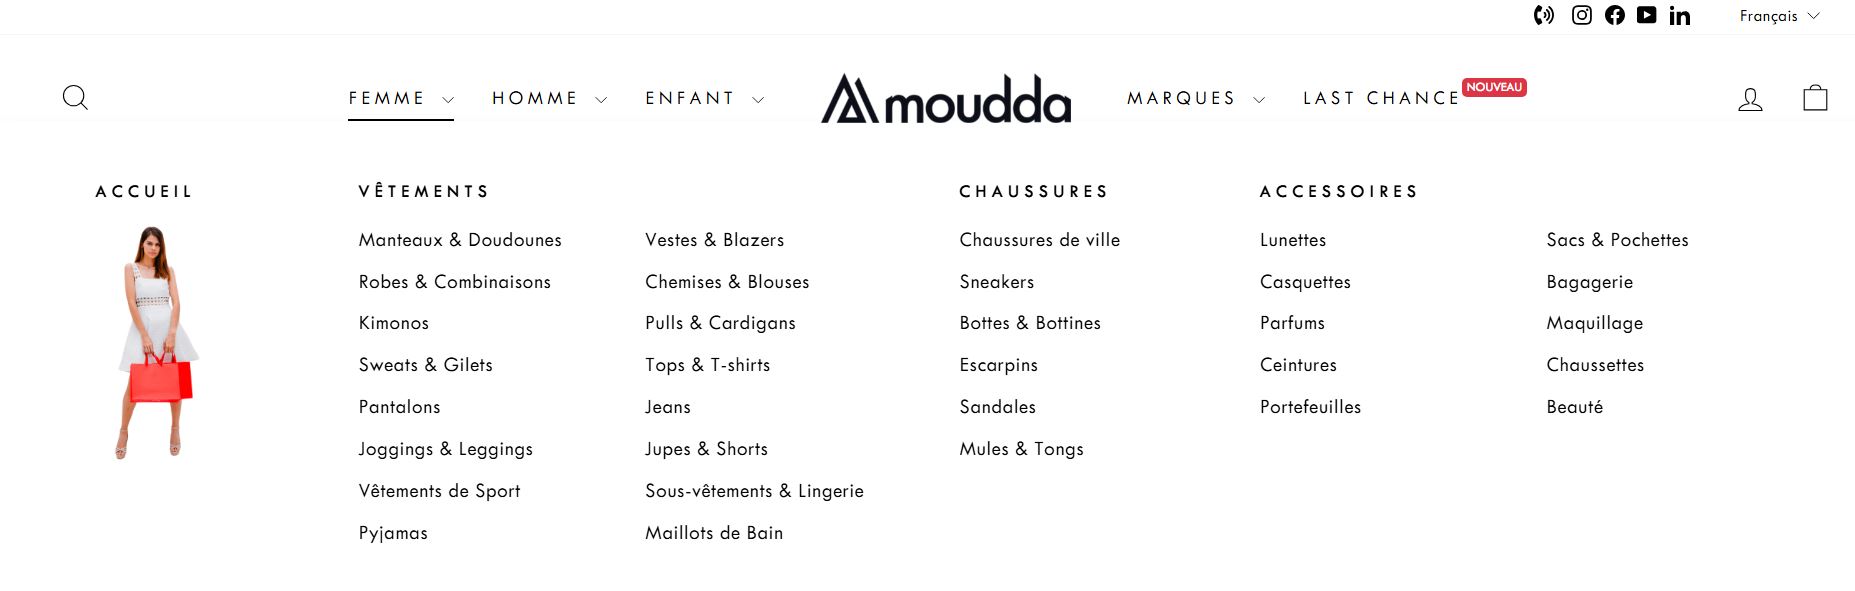 Français
FEMME
HOMME
ENFANT
moudda
MARQUES
LAST CHANCE
NOUVEAU
ACCUEIL
VÊTEMENTS
Manteaux & Doudounes
Robes & Combinaisons
Kimonos
Sweats & Gilets
Pantalons
Joggings & Leggings
Vêtements de Sport
Pyjamas
Vestes & Blazers
Chemises & Blouses
Pulls & Cardigans
Tops & T-shirts
Jeans
Jupes & Shorts
Sous-vêtements & Lingerie
Maillots de Bain
CHAUSSURES
Chaussures de ville
Sneakers
Bottes & Bottines
Escarpins
Sandales
Mules & Tongs
ACCESSOIRES
Lunettes
Casquettes
Parfums
Ceintures
Portefeuilles
Sacs & Pochettes
Bagagerie
Maquillage
Chaussettes
Beauté